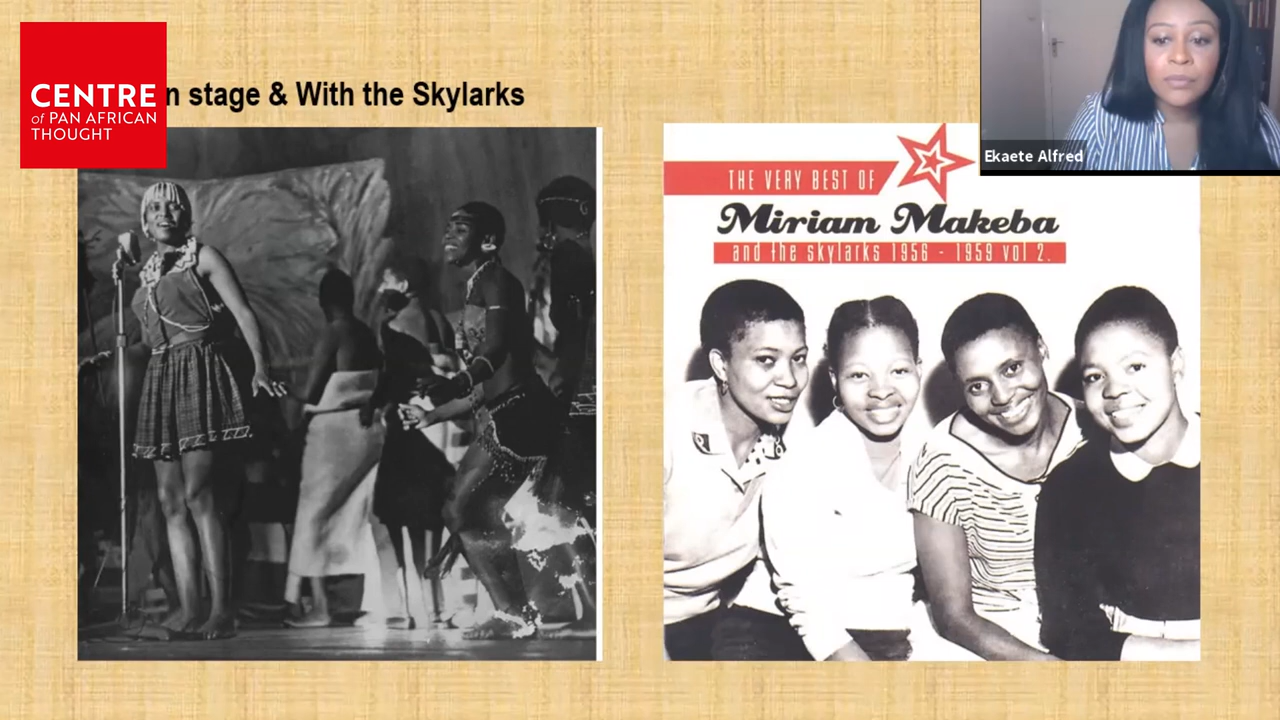 CENTRE
of PAN AFRICAN
THOUGHT
n stage & With the Skylarks
Ekaete Alfred
THE VERY BEST OF
Miriam Makeba
and the skylarks 1956 - 1959 vol 2.